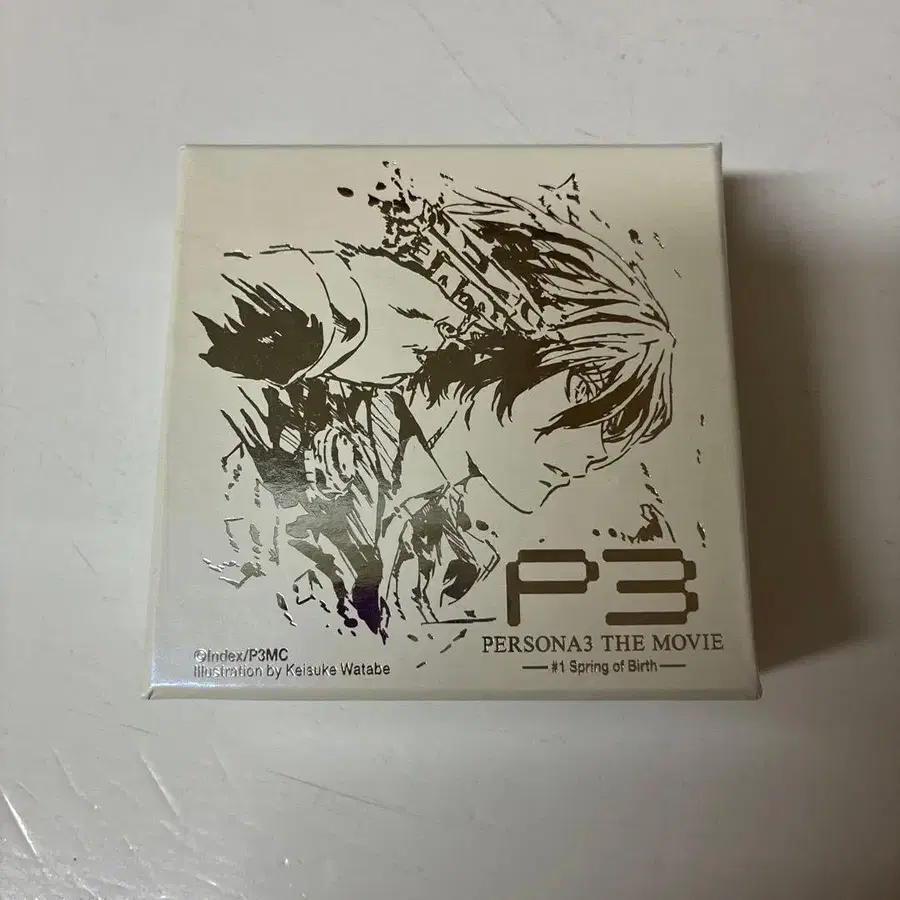 P3
PERSONA3 THE MOVIE
#1 Spring of Birth
©Index/P3MC
Illustration by Keisuke Watabe